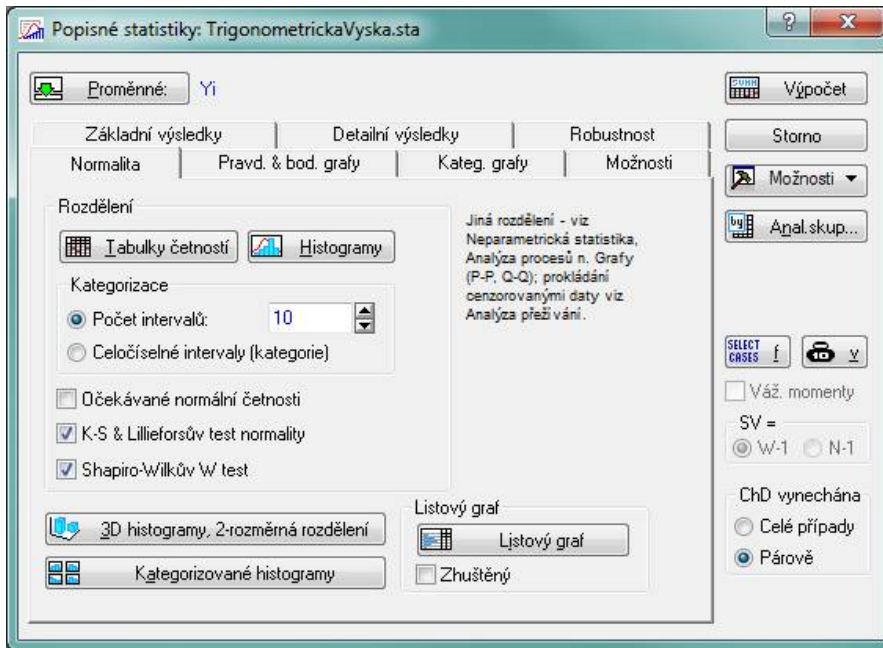 Popisné statistiky: TrigonometrickaVyska.sta
?
Proměnné: Yi
Základní výsledky Detailní výsledky Robustnost
Normalita Pravd. & bod. grafy Kateg. grafy Možnosti
Rozdělení
Tabulky četností Histogramy
Kategorizace
Počet intervalů: 10
Celočíselné intervaly (kategorie)
Očekávané normální četnosti
K-S & Lillieforsův test normality
Shapiro-Wilkův W test
Jiná rozdělení - viz
Neparametrická statistika,
Analýza procesů n. Grafy
(P-P, Q-Q); prokládání
cenzorovanými daty viz
Analýza přežívání.
3D histogramy, 2-rozměrná rozdělení
Kategorizované histogramy
Listový graf
Listový graf
Zhuštěný
SUMM Výpočet
Storno
Možnosti
by Anal.skup...
SELECT CASES f v
Váž. momenty
SV =
W-1 N-1
ChD vynechána
Celé případy
Párově